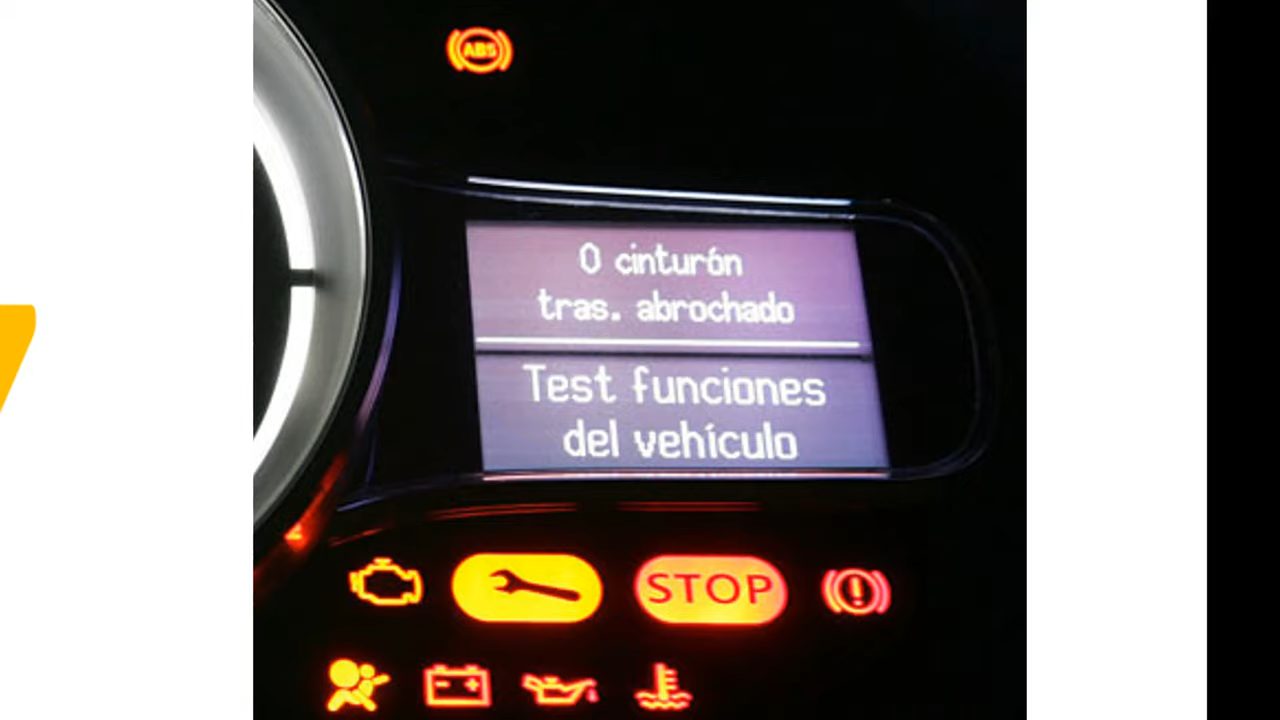 ABS
0 cinturón
tras. abrochado
Test funciones
del vehículo
STOP